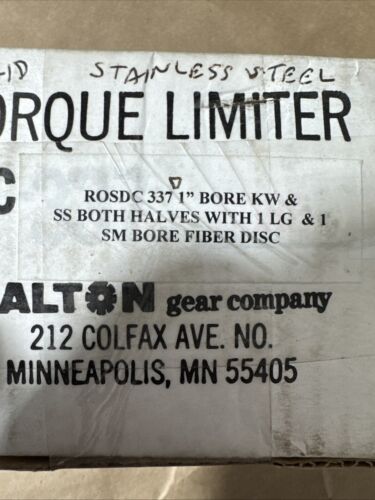 STAINLESS STEEL
ORQUE LIMITER
C
ROSDC 337 1" BORE KW &
SS BOTH HALVES WITH 1 LG & 1
SM BORE FIBER DISC
ALTON gear company
212 COLFAX AVE. NO.
MINNEAPOLIS, MN 55405